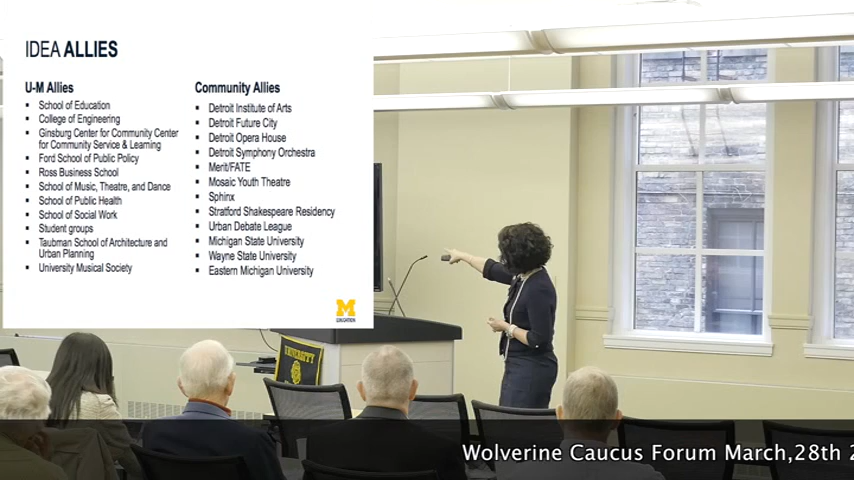 IDEA ALLIES
U-M Allies
▪ School of Education
▪ College of Engineering
▪ Ginsburg Center for Community Center
for Community Service & Learning
▪ Ford School of Public Policy
▪ Ross Business School
▪ School of Music, Theatre, and Dance
▪ School of Public Health
▪ School of Social Work
▪ Student groups
▪ Taubman School of Architecture and
Urban Planning
▪ University Musical Society
Community Allies
▪ Detroit Institute of Arts
▪ Detroit Future City
▪ Detroit Opera House
▪ Detroit Symphony Orchestra
▪ Merit/FATE
▪ Mosaic Youth Theatre
▪ Sphinx
▪ Stratford Shakespeare Residency
▪ Urban Debate League
▪ Michigan State University
▪ Wayne State University
▪ Eastern Michigan University
M
EDUCATION
UNIVERSITY
Wolverine Caucus Forum March,28th 2